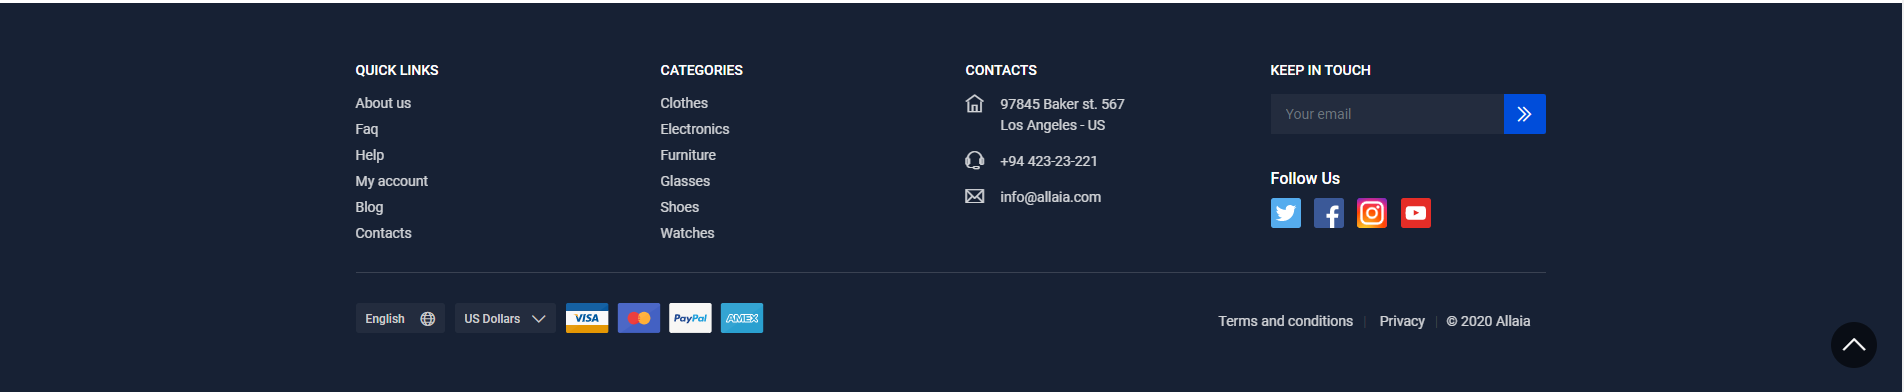 QUICK LINKS
About us
Faq
Help
My account
Blog
Contacts
CATEGORIES
Clothes
Electronics
Furniture
Glasses
Shoes
Watches
CONTACTS
97845 Baker st. 567
Los Angeles - US
+94 423-23-221
info@allaia.com
KEEP IN TOUCH
Your email
Follow Us
English
US Dollars
VISA
PayPal
AMEX
Terms and conditions
Privacy
© 2020 Allaia